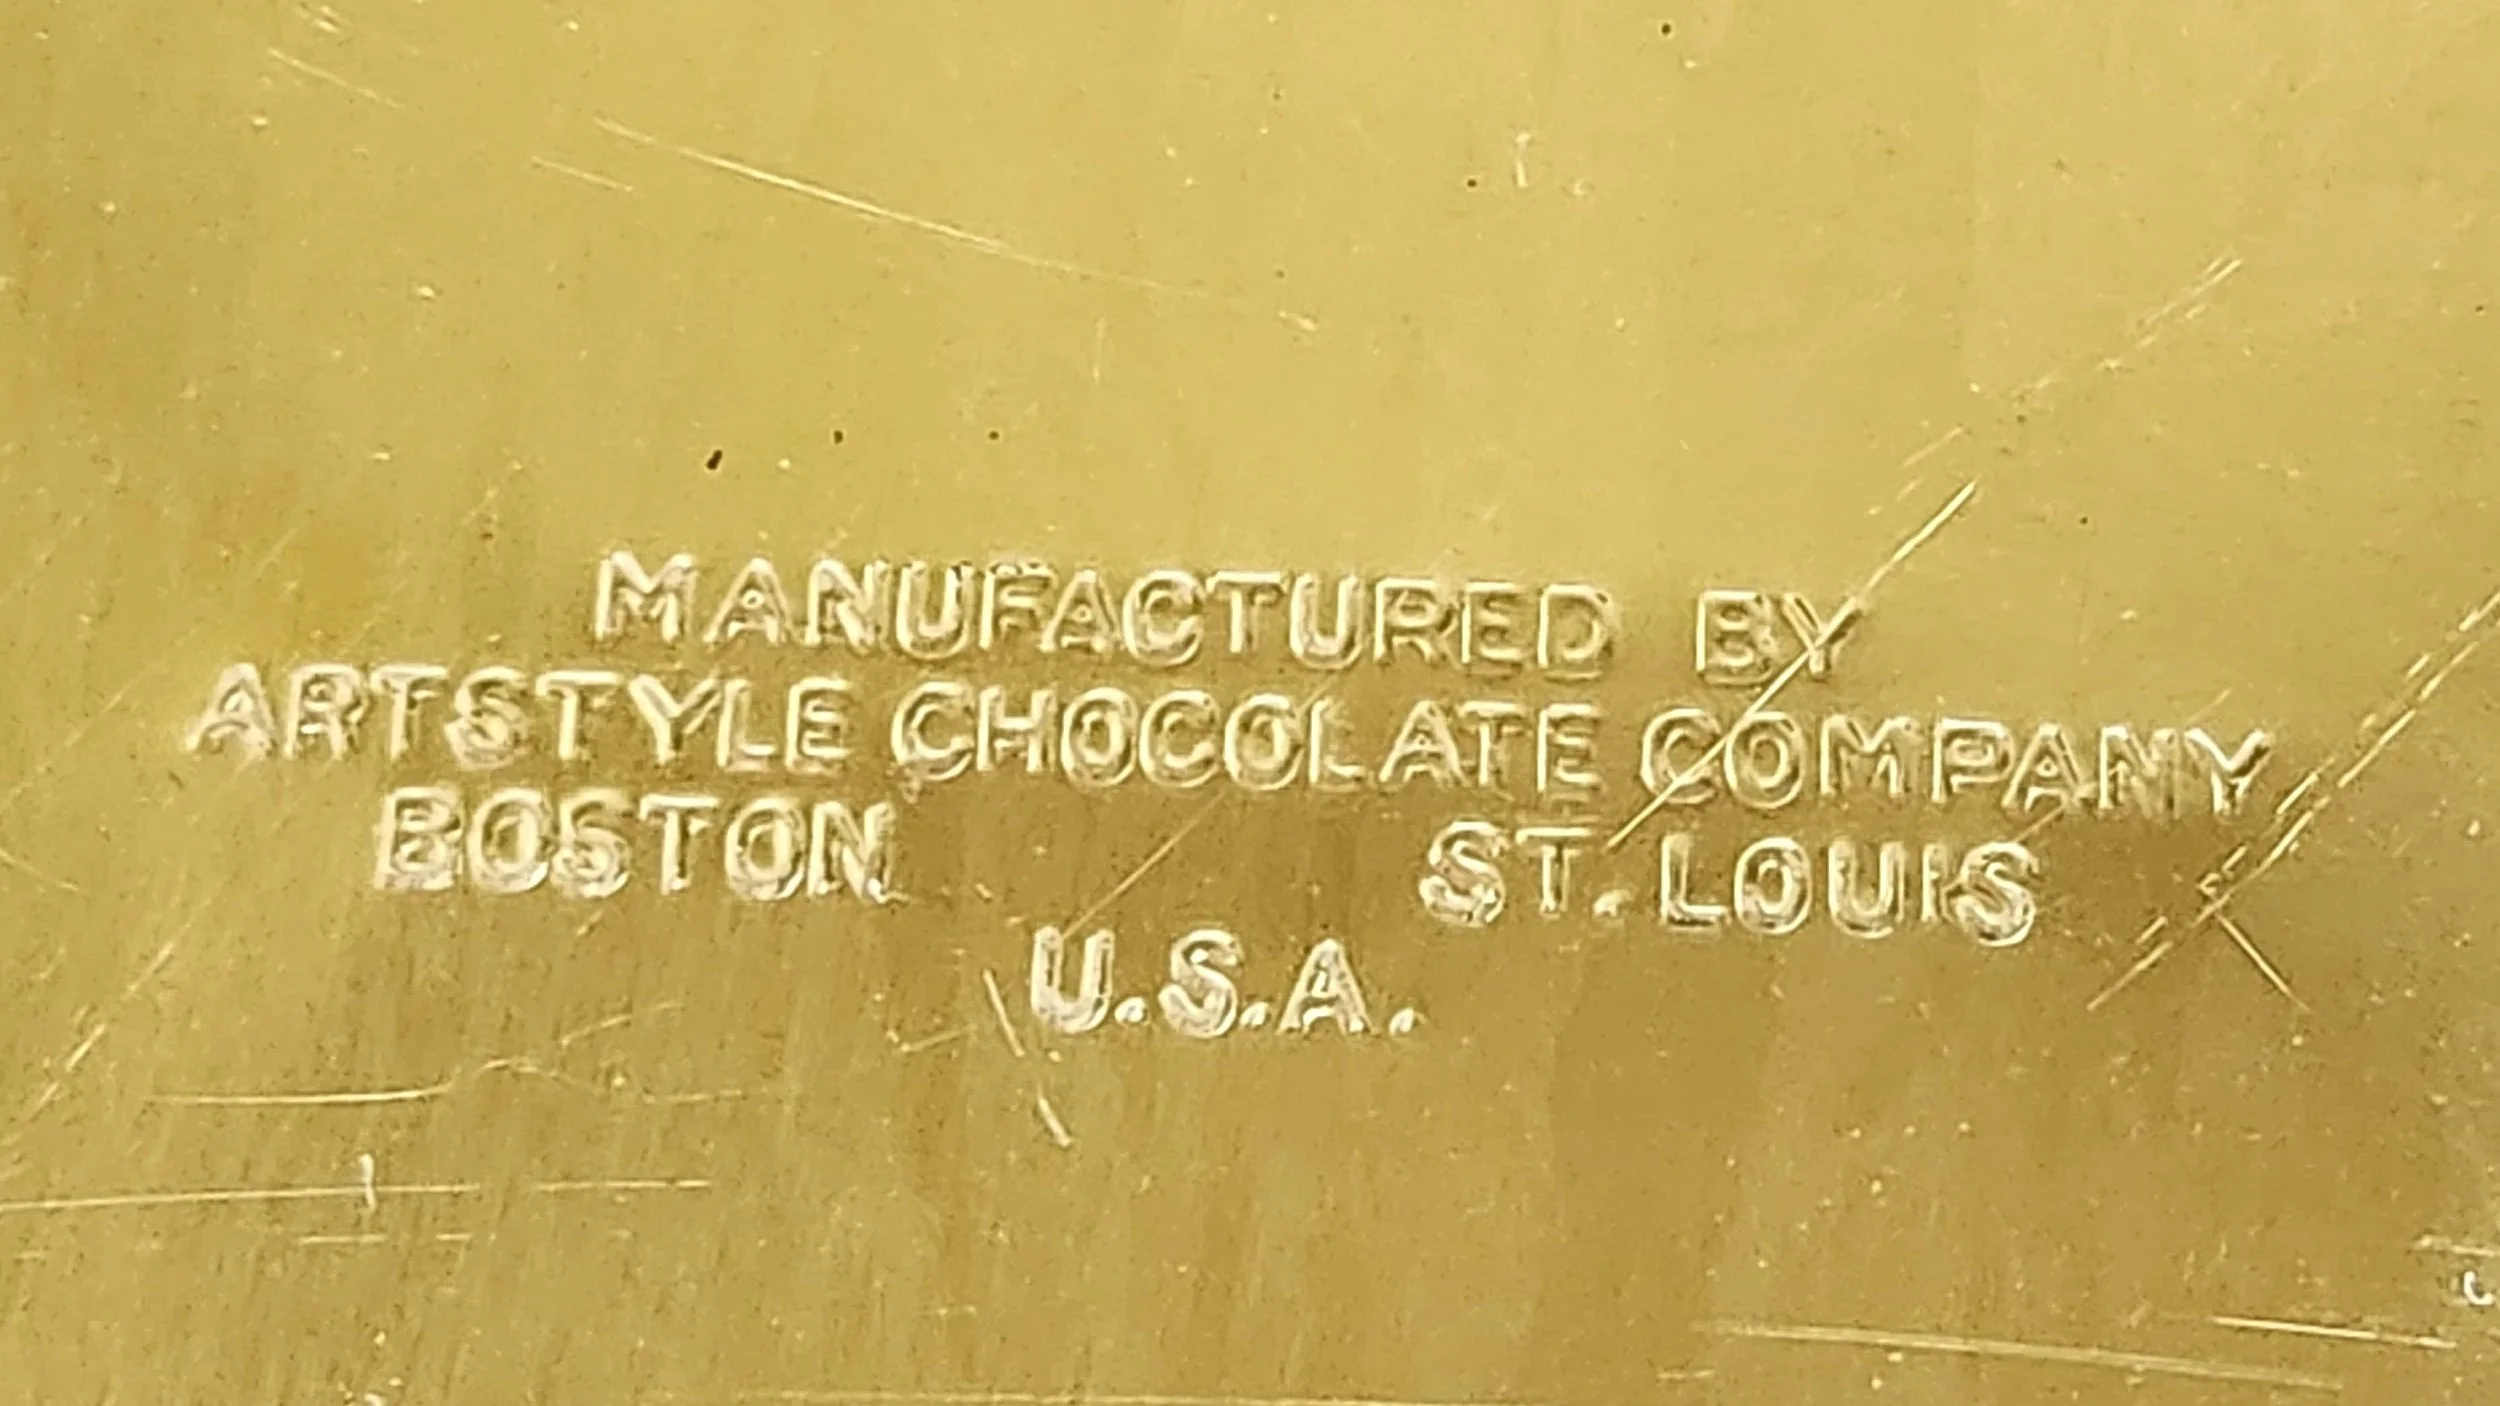 MANUFACTURED BY
ARTSTYLE CHOCOLATE COMPANY
BOSTON ST. LOUIS
U.S.A.